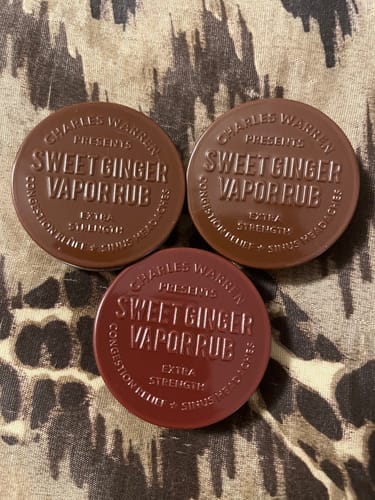 CHARLES WARREN
PRESENTS
SWEET GINGER
VAPOR RUB
EXTRA
STRENGTH
CONGESTION RELIEF ★ SINUS HEADACHES
CHARLES WARREN
PRESENTS
SWEET GINGER
VAPOR RUB
EXTRA
STRENGTH
CONGESTION RELIEF ★ SINUS HEADACHES
CHARLES WARREN
PRESENTS
SWEET GINGER
VAPOR RUB
EXTRA
STRENGTH
CONGESTION RELIEF ★ SINUS HEADACHES